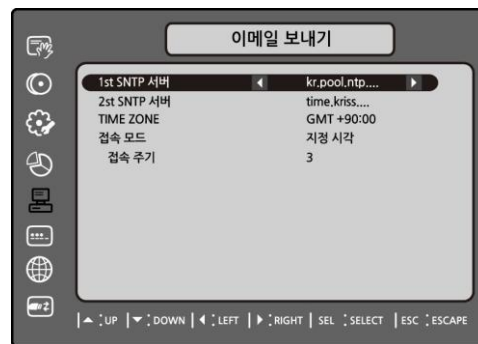 이메일 보내기
1st SNTP 서버 ◀ kr.pool.ntp.... ▶
2st SNTP 서버 time.kriss....
TIME ZONE GMT +90:00
접속 모드 지정 시각
접속 주기 3
▲ : UP | ▼ : DOWN | ◀ : LEFT | ▶ : RIGHT | SEL : SELECT | ESC : ESCAPE